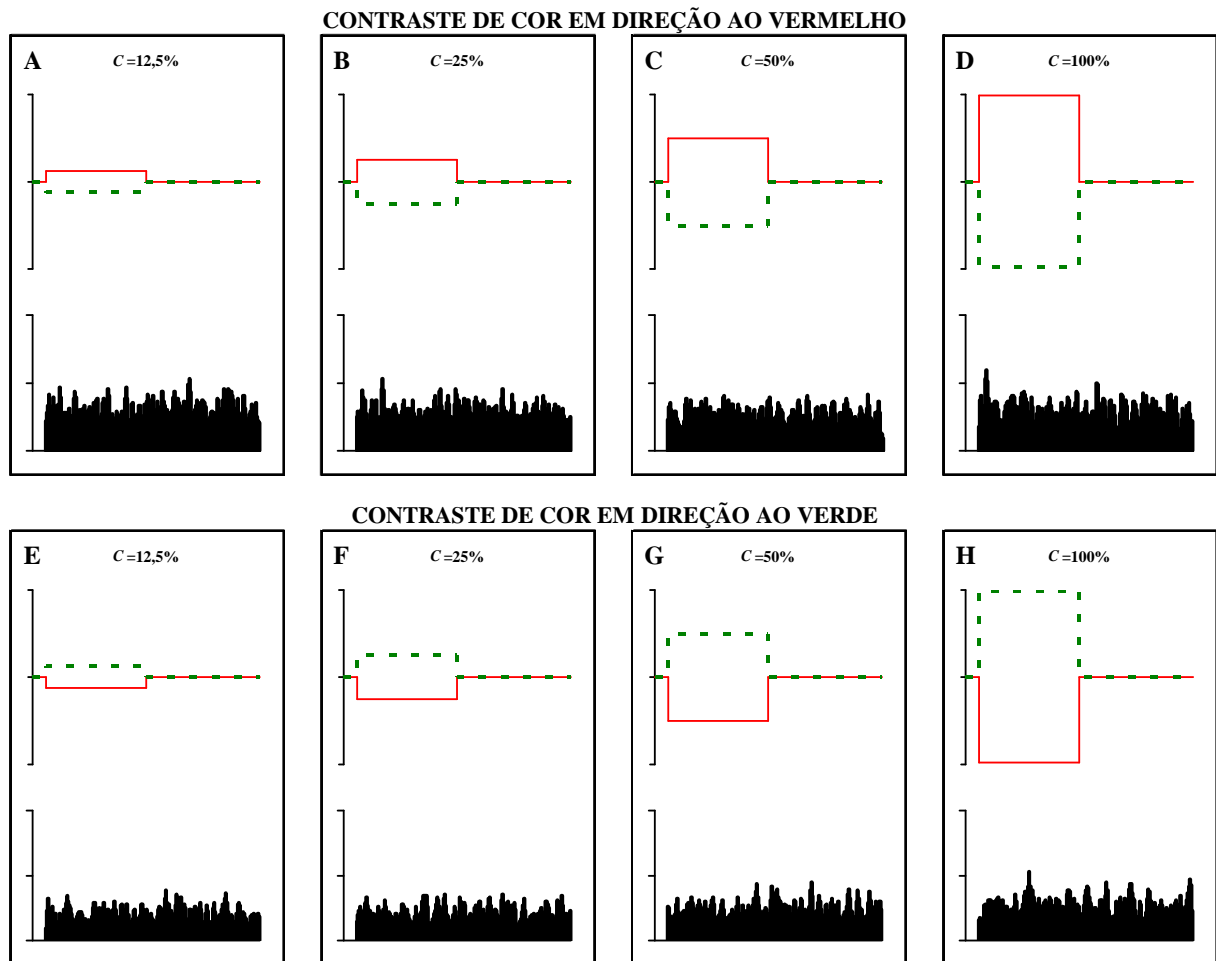 CONTRASTE DE COR EM DIREÇÃO AO VERMELHO
A C =12,5%
B C =25%
C C =50%
D C =100%
CONTRASTE DE COR EM DIREÇÃO AO VERDE
E C =12,5%
F C =25%
G C =50%
H C =100%